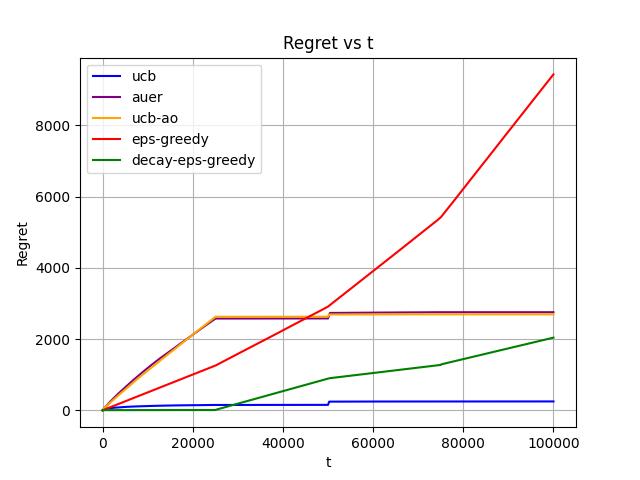 Regret vs t
ucb
auer
ucb-ao
eps-greedy
decay-eps-greedy
8000
6000
4000
2000
0
Regret
0
20000
40000
60000
80000
100000
t